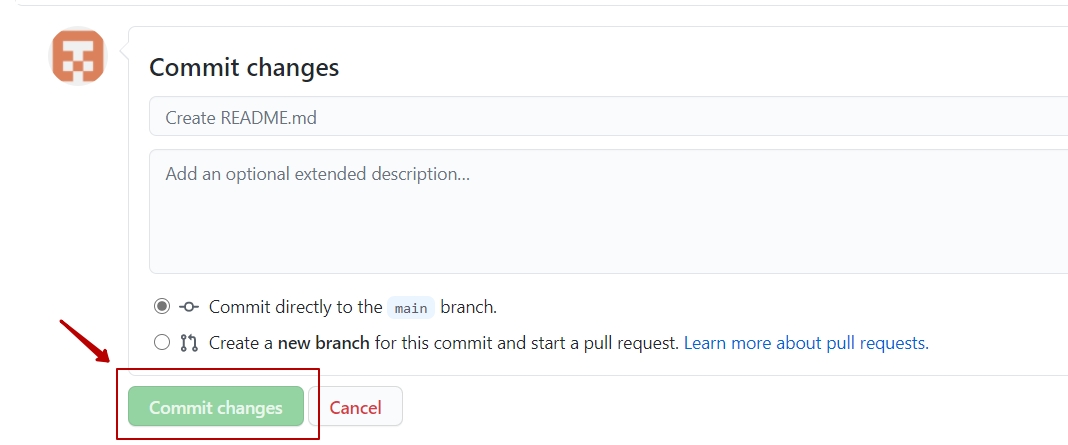 Commit changes
Create README.md
Add an optional extended description...
Commit directly to the main branch.
Create a new branch for this commit and start a pull request. Learn more about pull requests.
Commit changes Cancel